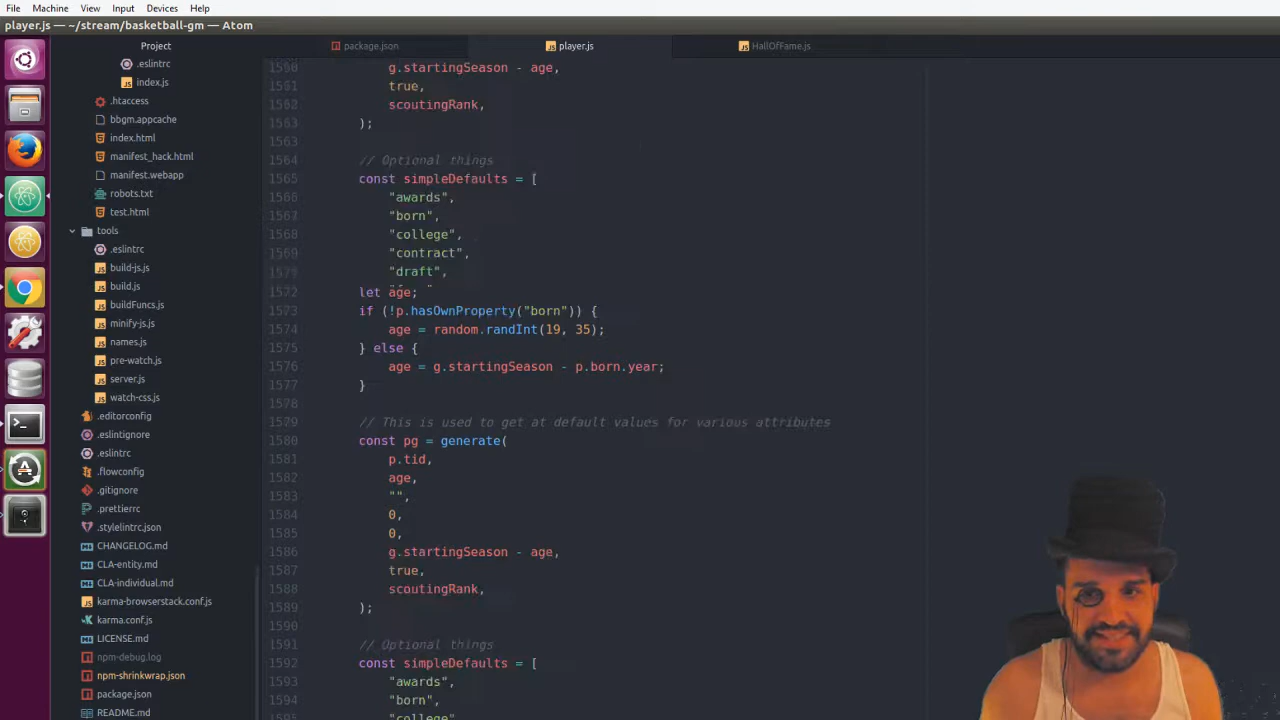 File View Input Devices Help
player.js — ~/stream/basketball-gm — Atom
Project
package.json
player.js
HallOfFame.js
.eslintrc
index.js
.htaccess
bbgm.appcache
index.html
manifest_hack.html
manifest.webapp
robots.txt
test.html
tools
.eslintrc
build-js.js
build.js
buildFuncs.js
minify-js.js
names.js
pre-watch.js
server.js
watch-css.js
.editorconfig
.eslintignore
.eslintrc
.flowconfig
.gitignore
.prettierrc
.stylelintrc.json
CHANGELOG.md
CLA-entity.md
CLA-individual.md
karma-browserstack.conf.js
karma.conf.js
LICENSE.md
npm-debug.log
npm-shrinkwrap.json
package.json
README.md
g.startingSeason - age,
1561 true,
1562 scoutingRank,
1563 );
1563
1564 // Optional things
1565 const simpleDefaults = [
1566 "awards",
1567 "born",
1568 "college",
1569 "contract",
"draft",
1572 let age;
1573 if (!p.hasOwnProperty("born")) {
1574 age = random.randInt(19, 35);
1575 } else {
1576 age = g.startingSeason - p.born.year;
1577 }
1578
1579 // This is used to get at default values for various attributes
1580 const pg = generate(
1581 p.tid,
1582 age,
1583 "",
1584 0,
1585 0,
1586 g.startingSeason - age,
1587 true,
1588 scoutingRank,
1589 );
1590
1591 // Optional things
1592 const simpleDefaults = [
1593 "awards",
1594 "born",
"college"